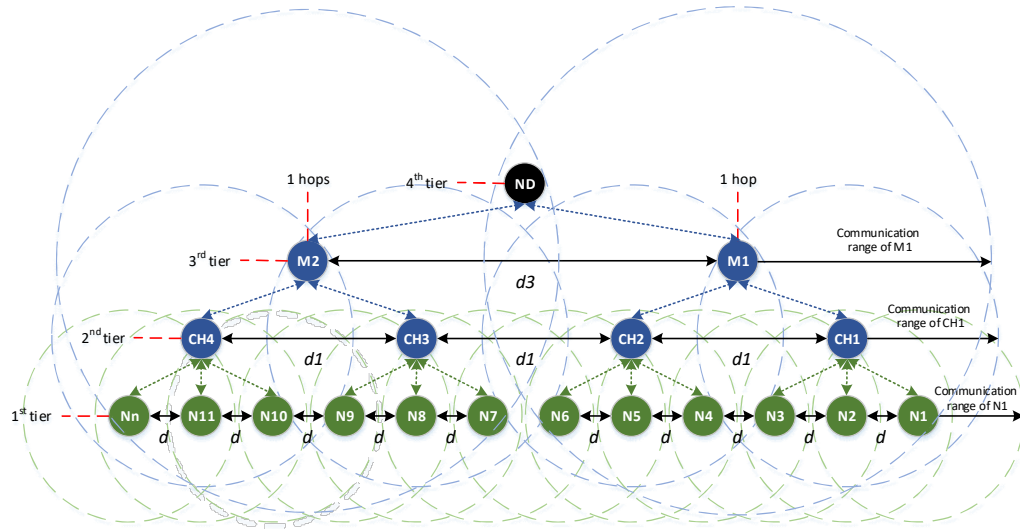 1 hops
4th tier
ND
1 hop
Communication
range of M1
3rd tier
M2
M1
d3
Communication
range of CH1
2nd tier
CH4
CH3
CH2
CH1
d1
d1
d1
Communication
range of N1
1st tier
Nn
N11
N10
N9
N8
N7
N6
N5
N4
N3
N2
N1
d
d
d
d
d
d
d
d
d
d